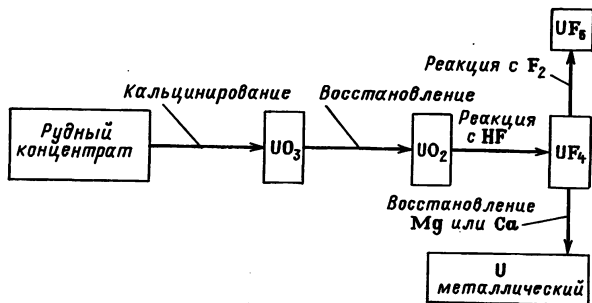 UF₆
Реакция с F₂
Кальцинирование
Восстановление
Рудный
концентрат
UO₃
UO₂
Реакция
с HF
UF₄
Восстановление
Mg или Ca
U
металлический